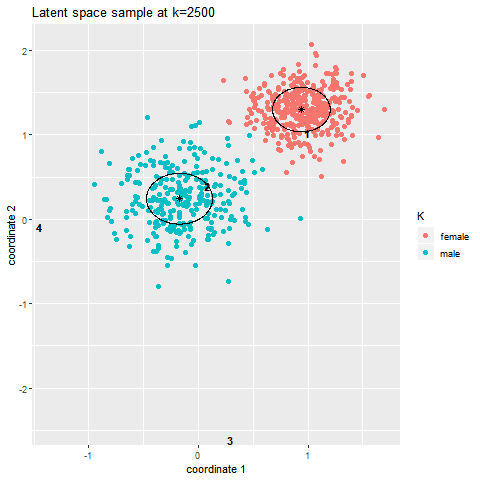 Latent space sample at k=2500
2
1
0
-1
-2
coordinate 2
1
2
4
3
-1
0
1
coordinate 1
K
female
male